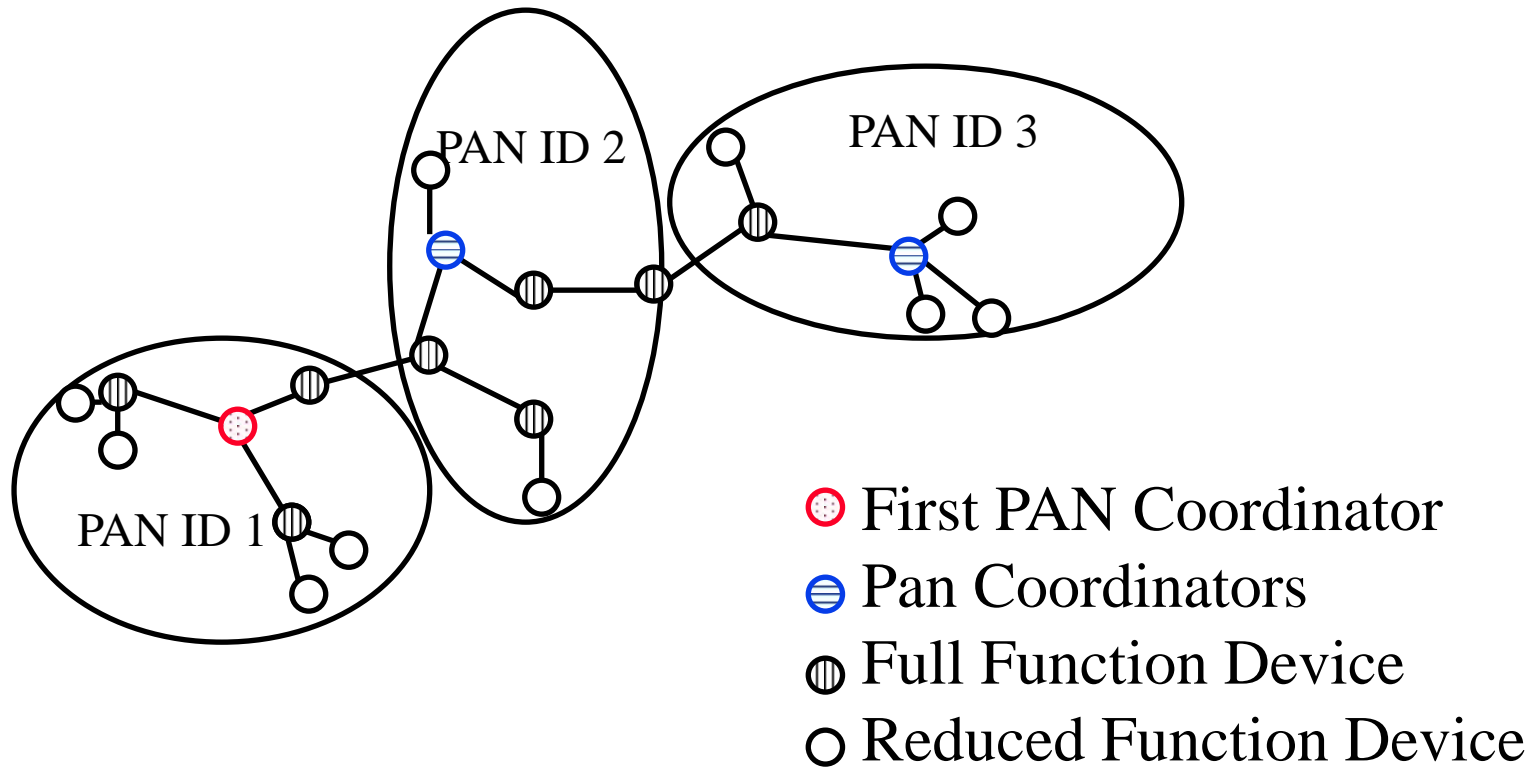 PAN ID 2
PAN ID 3
PAN ID 1
First PAN Coordinator
Pan Coordinators
Full Function Device
Reduced Function Device